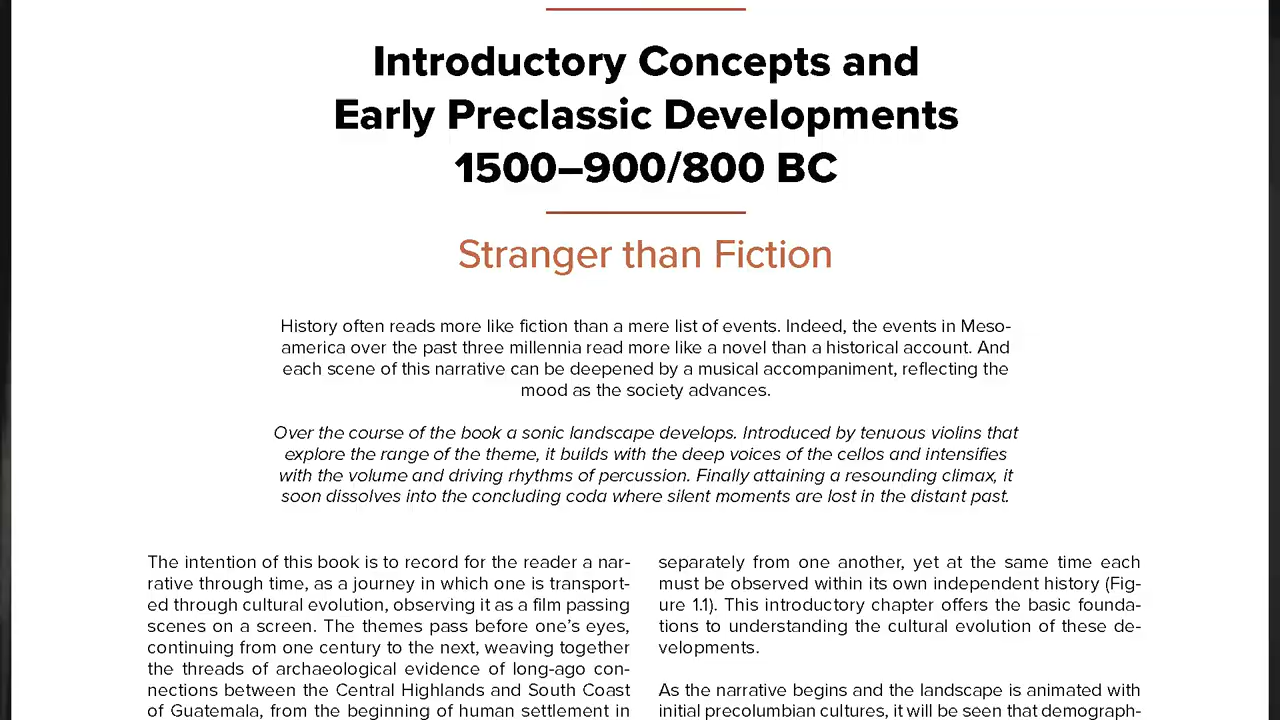 Introductory Concepts and
Early Preclassic Developments
1500–900/800 BC
Stranger than Fiction
History often reads more like fiction than a mere list of events. Indeed, the events in Meso-
america over the past three millennia read more like a novel than a historical account. And
each scene of this narrative can be deepened by a musical accompaniment, reflecting the
mood as the society advances.
Over the course of the book a sonic landscape develops. Introduced by tenuous violins that
explore the range of the theme, it builds with the deep voices of the cellos and intensifies
with the volume and driving rhythms of percussion. Finally attaining a resounding climax, it
soon dissolves into the concluding coda where silent moments are lost in the distant past.
The intention of this book is to record for the reader a nar-
rative through time, as a journey in which one is transport-
ed through cultural evolution, observing it as a film passing
scenes on a screen. The themes pass before one’s eyes,
continuing from one century to the next, weaving together
the threads of archaeological evidence of long-ago con-
nections between the Central Highlands and South Coast
of Guatemala, from the beginning of human settlement in
separately from one another, yet at the same time each
must be observed within its own independent history (Fig-
ure 1.1). This introductory chapter offers the basic founda-
tions to understanding the cultural evolution of these de-
velopments.
As the narrative begins and the landscape is animated with
initial precolumbian cultures, it will be seen that demograph-